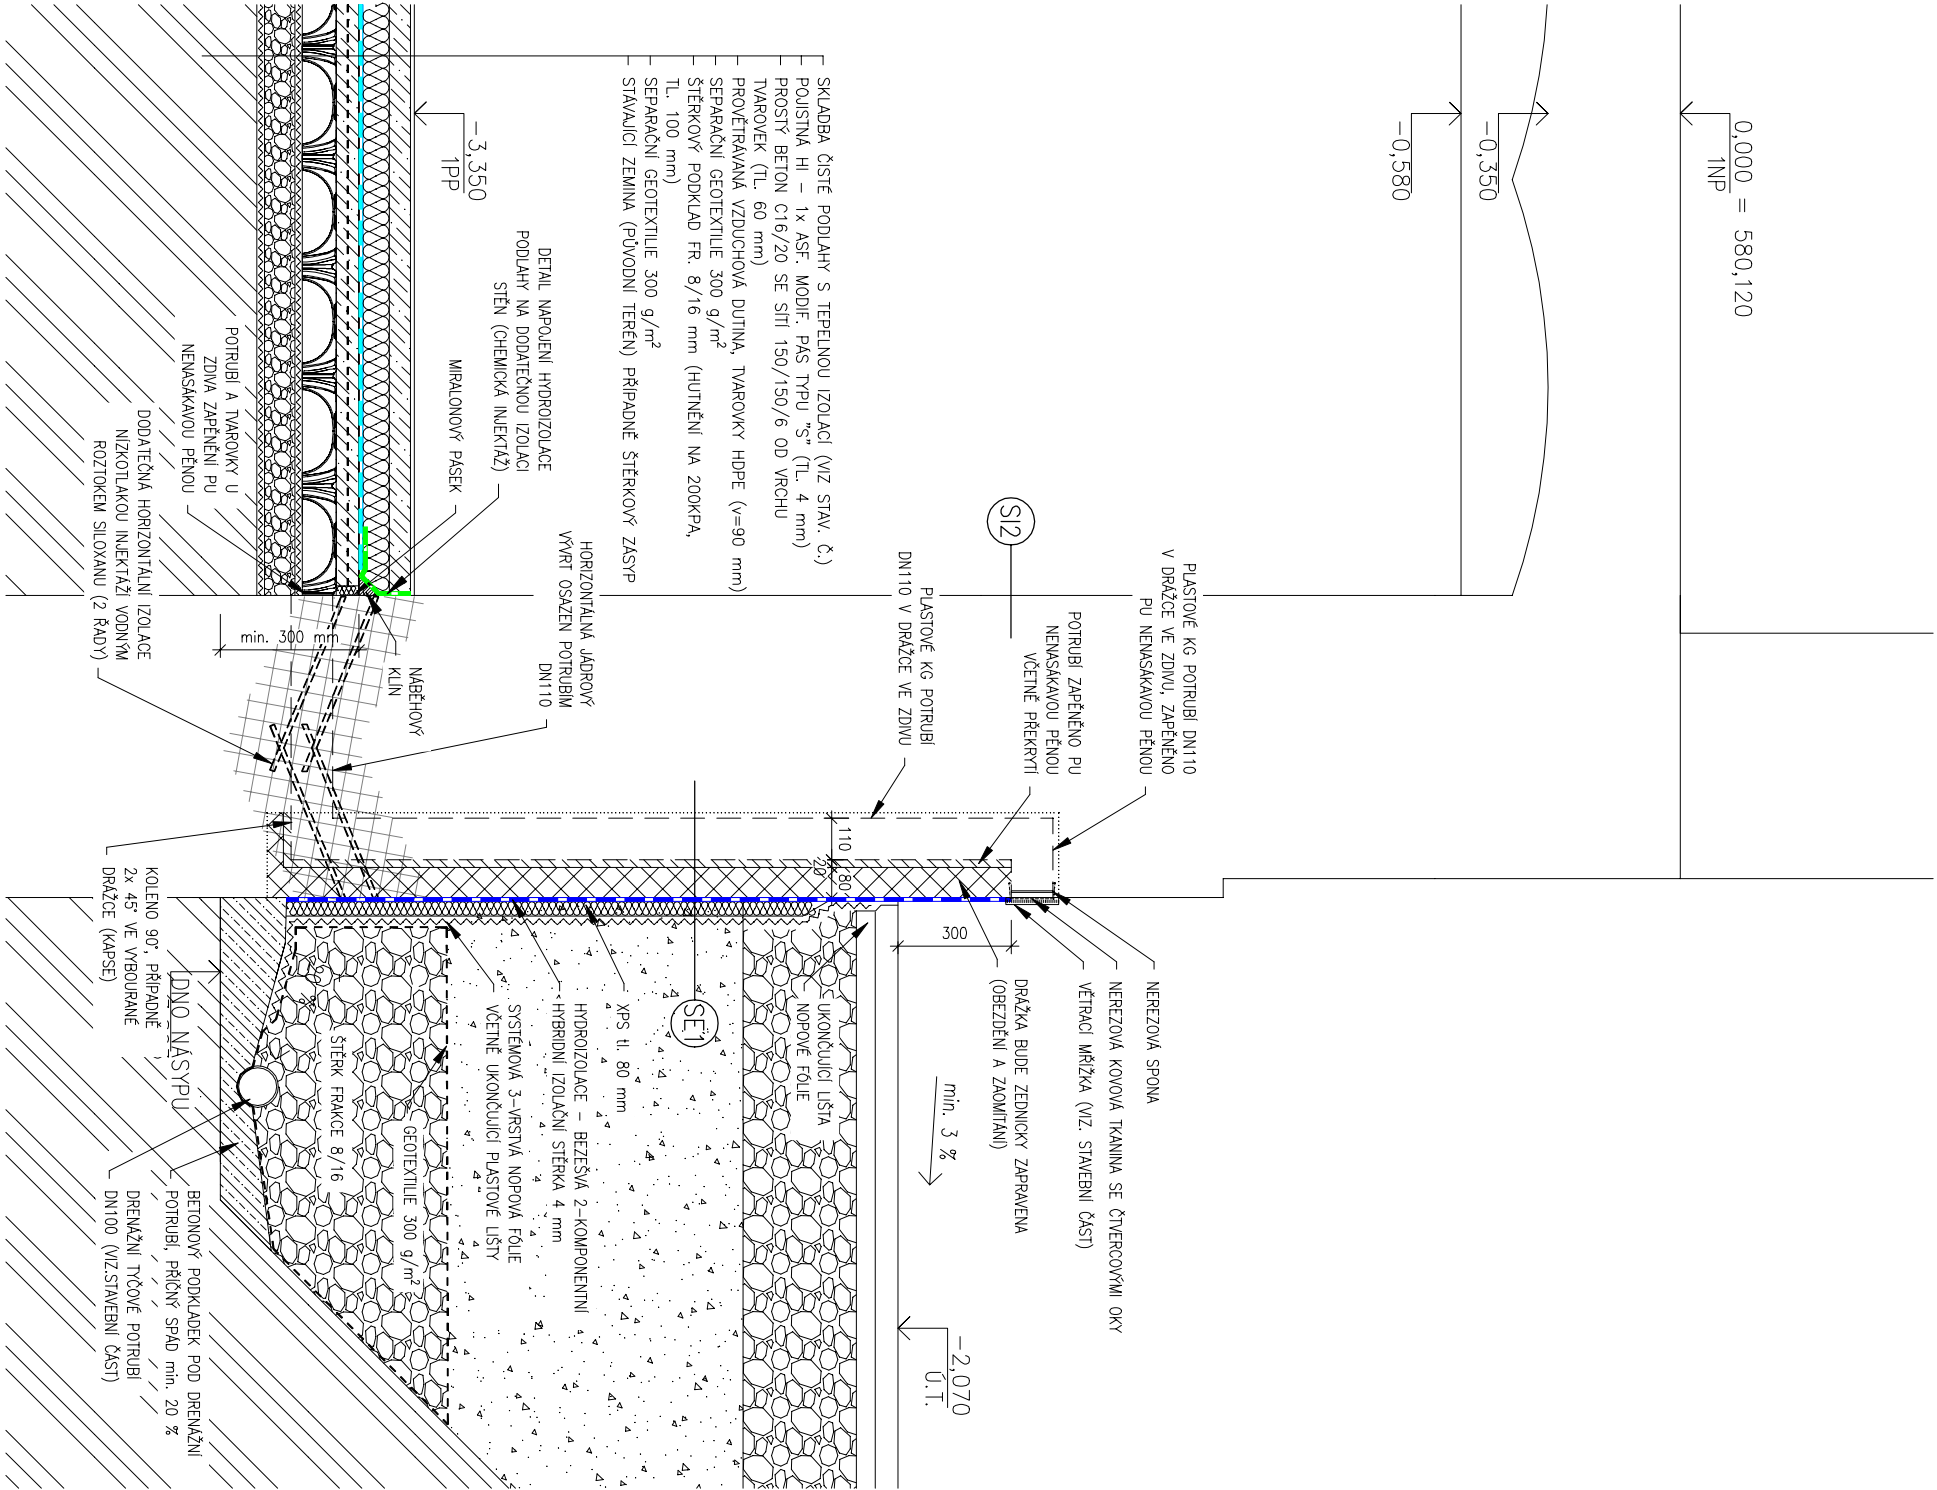 0,000 = 580,120
1NP
-0,350
-0,580
SKLADBA ČISTÉ PODLAHY S TEPELNOU IZOLACÍ (VIZ STAV. Č.)
POJISTNÁ HI – 1x ASF. MODIF. PÁS TYPU "S" (TL. 4 mm)
PROSTÝ BETON C16/20 SE SÍTÍ 150/150/6 OD VRCHU
TVAROVEK (TL. 60 mm)
PROVĚTRÁVANÁ VZDUCHOVÁ DUTINA, TVAROVKY HDPE (v=90 mm)
SEPARAČNÍ GEOTEXTILIE 300 g/m²
ŠTĚRKOVÝ PODKLAD FR. 8/16 mm (HUTNĚNÍ NA 200KPA,
TL. 100 mm)
SEPARAČNÍ GEOTEXTILIE 300 g/m²
STÁVAJÍCÍ ZEMINA (PŮVODNÍ TERÉN) PŘÍPADNĚ ŠTĚRKOVÝ ZÁSYP
-3,350
1PP
DETAIL NAPOJENÍ HYDROIZOLACE
PODLAHY NA DODATEČNOU IZOLACI
STĚN (CHEMICKÁ INJEKTÁŽ)
MIRALONOVÝ PÁSEK
POTRUBÍ A TVAROVKY U
ZDIVA ZAPĚNĚNÍ PU
NENASÁKAVOU PĚNOU
DODATEČNÁ HORIZONTÁLNÍ IZOLACE
NÍZKOTLAKOU INJEKTÁŽÍ VODNÝM
ROZTOKEM SILOXANU (2 ŘADY)
SI2
PLASTOVÉ KG POTRUBÍ DN110
V DRÁŽCE VE ZDIVU, ZAPĚNĚNO
PU NENASÁKAVOU PĚNOU
POTRUBÍ ZAPĚNĚNO PU
NENASÁKAVOU PĚNOU
VČETNĚ PŘEKRYTÍ
PLASTOVÉ KG POTRUBÍ
DN110 V DRÁŽCE VE ZDIVU
HORIZONTÁLNÁ JÁDROVÝ
VÝVRT OSAZEN POTRUBÍM
DN110
NÁBĚHOVÝ
KLÍN
min. 300 mm
110
20
80
300
KOLENO 90°, PŘÍPADNĚ
2x 45° VE VYBOURANÉ
DRÁŽCE (KAPSE)
DNO NÁSYPU
NEREZOVÁ SPONA
NEREZOVÁ KOVOVÁ TKANINA SE ČTVERCOVÝMI OKY
VĚTRACÍ MŘÍŽKA (VIZ. STAVEBNÍ ČÁST)
DRÁŽKA BUDE ZEDNICKY ZAPRAVENA
(OBEZDĚNÍ A ZAOMÍTÁNÍ)
min. 3 %
-2,070
Ú.T.
UKONČUJÍCÍ LIŠTA
NOPOVÉ FÓLIE
SE1
XPS tl. 80 mm
HYDROIZOLACE – BEZEŠVÁ 2-KOMPONENTNÍ
HYBRIDNÍ IZOLAČNÍ STĚRKA 4 mm
SYSTÉMOVÁ 3-VRSTVÁ NOPOVÁ FÓLIE
VČETNĚ UKONČUJÍCÍ PLASTOVÉ LIŠTY
GEOTEXTILIE 300 g/m²
ŠTĚRK FRAKCE 8/16
BETONOVÝ PODKLADEK POD DRENÁŽNÍ
POTRUBÍ, PŘÍČNÝ SPÁD min. 20 %
DRENÁŽNÍ TYČOVÉ POTRUBÍ
DN100 (VIZ.STAVEBNÍ ČÁST)